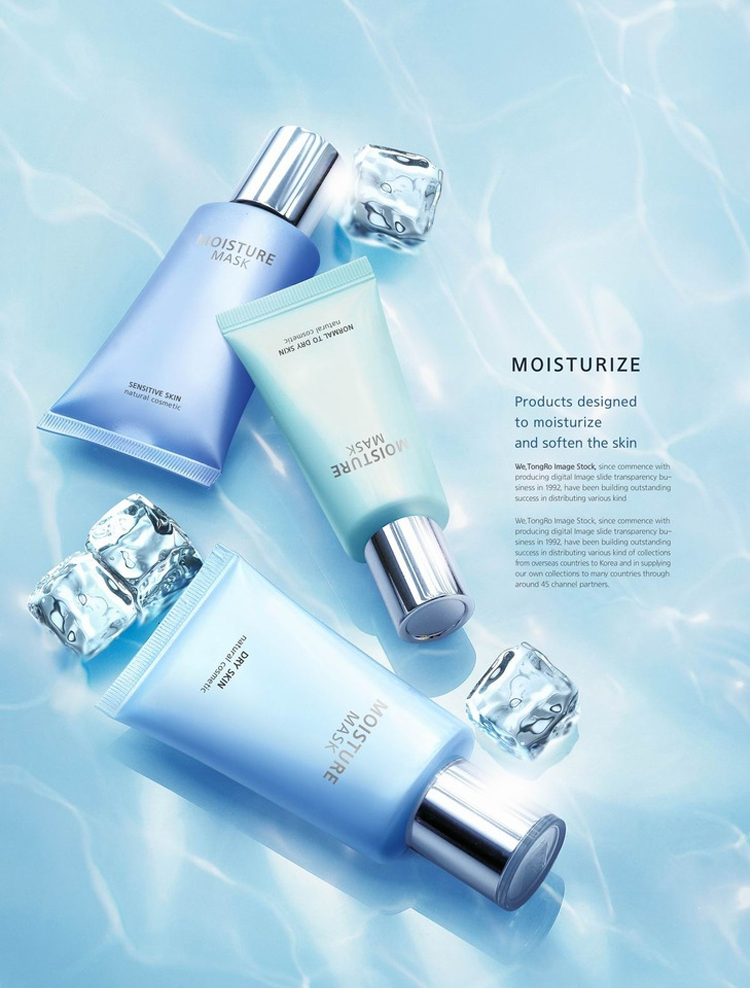 MOISTURE
MASK
SENSITIVE SKIN
natural cosmetic
NORMAL TO DRY SKIN
natural cosmetic
MOISTURE
MASK
DRY SKIN
natural cosmetic
MOISTURE
MASK
MOISTURIZE
Products designed
to moisturize
and soften the skin
We,TongRo Image Stock, since commence with
producing digital Image slide transparency bu-
siness in 1992, have been building outstanding
success in distributing various kind
We,TongRo Image Stock, since commence with
producing digital Image slide transparency bu-
siness in 1992, have been building outstanding
success in distributing various kind of collections
from overseas countries to Korea and in supplying
our own collections to many countries through
around 45 channel partners.